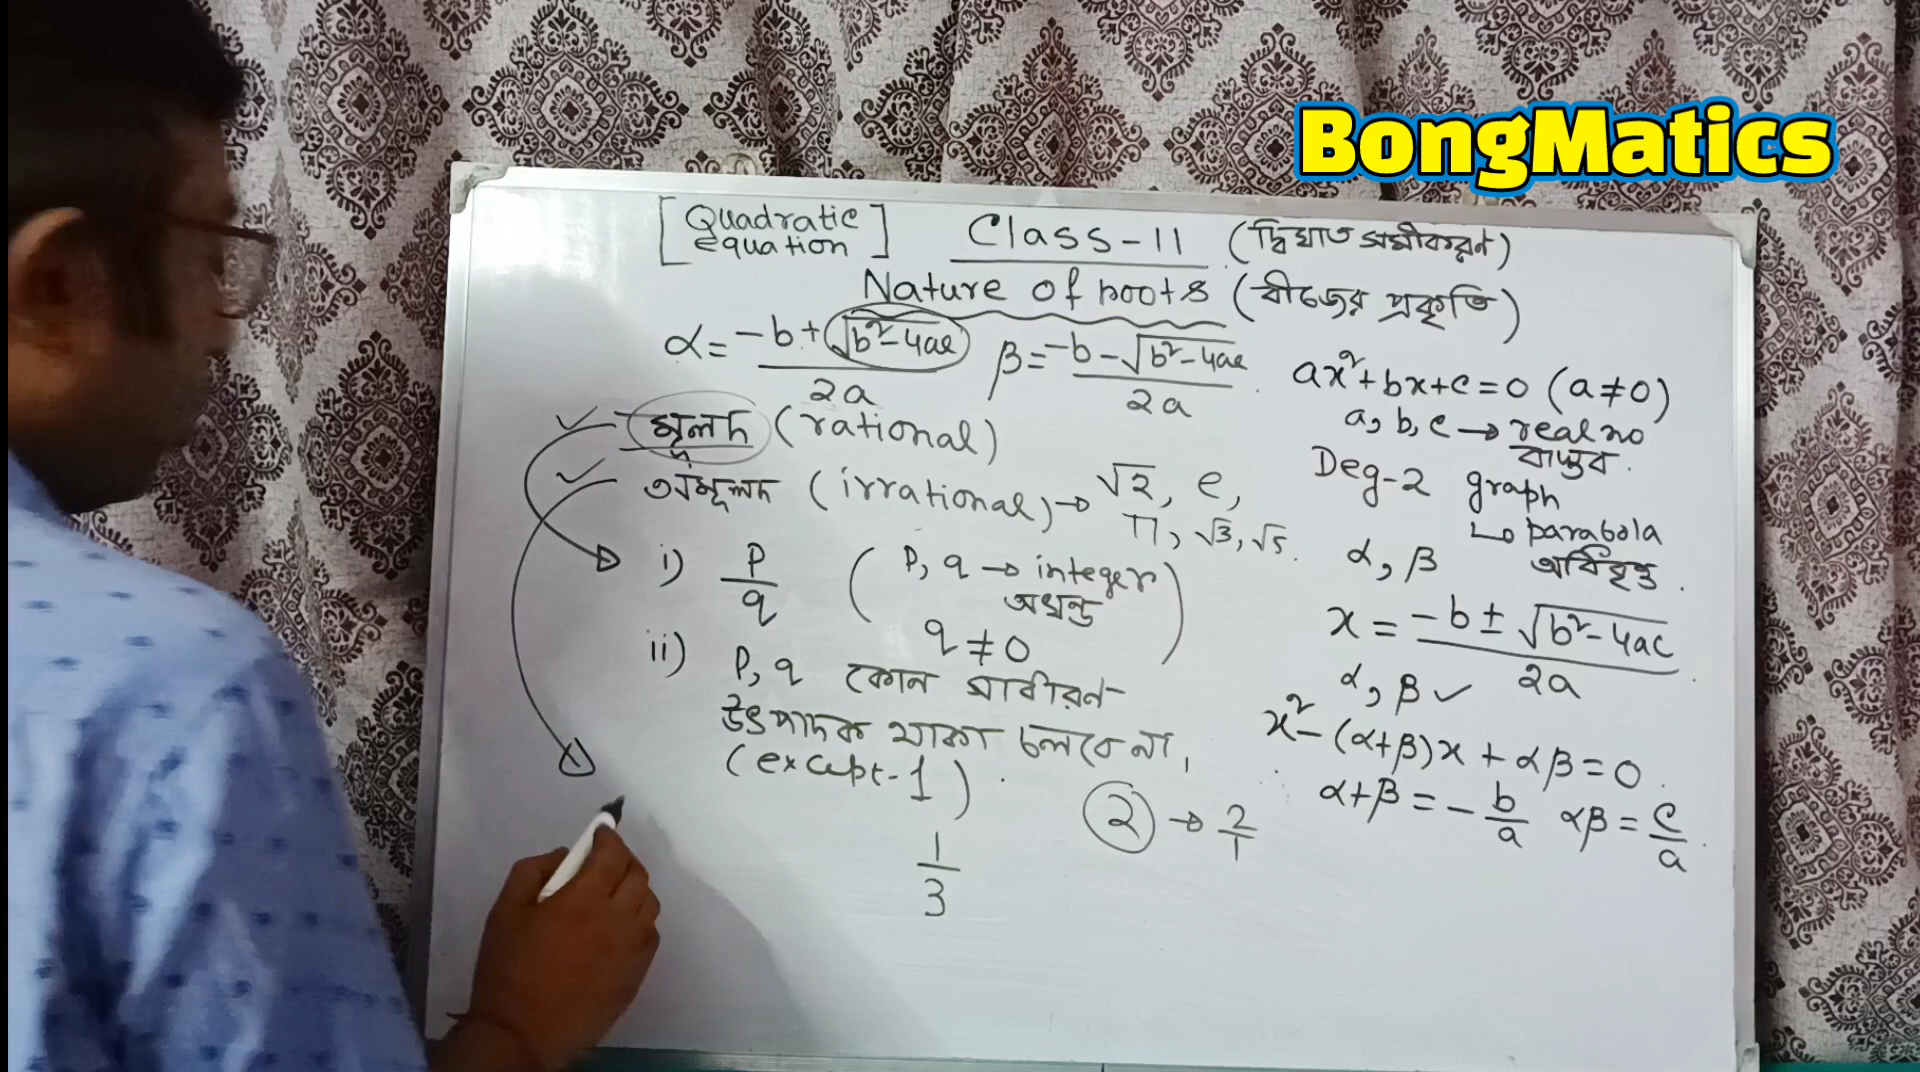 BongMatics
[Quadratic equation] Class-11 (দ্বিঘাত সমীকরণ)
Nature of roots (বীজের প্রকৃতি)
α = (-b + √(b²-4ac)) / 2a   β = (-b - √(b²-4ac)) / 2a
✓ মূলদ (rational)
✓ অমূলদ (irrational) → √2, e,
π, √3, √5.
i) p/q (p, q → integer
অখন্ড
q ≠ 0)
ii) p, q কোন সাধারণ
উৎপাদক থাকা চলবে না,
(except-1).
1/3
2 → 2/1
ax² + bx + c = 0 (a ≠ 0)
a, b, c → real no
বাস্তব.
Deg-2 graph
↳ parabola
α, β অধিবৃত্ত.
x = (-b ± √(b²-4ac)) / 2a
α, β ✓
x² - (α+β)x + αβ = 0.
α+β = -b/a αβ = c/a.